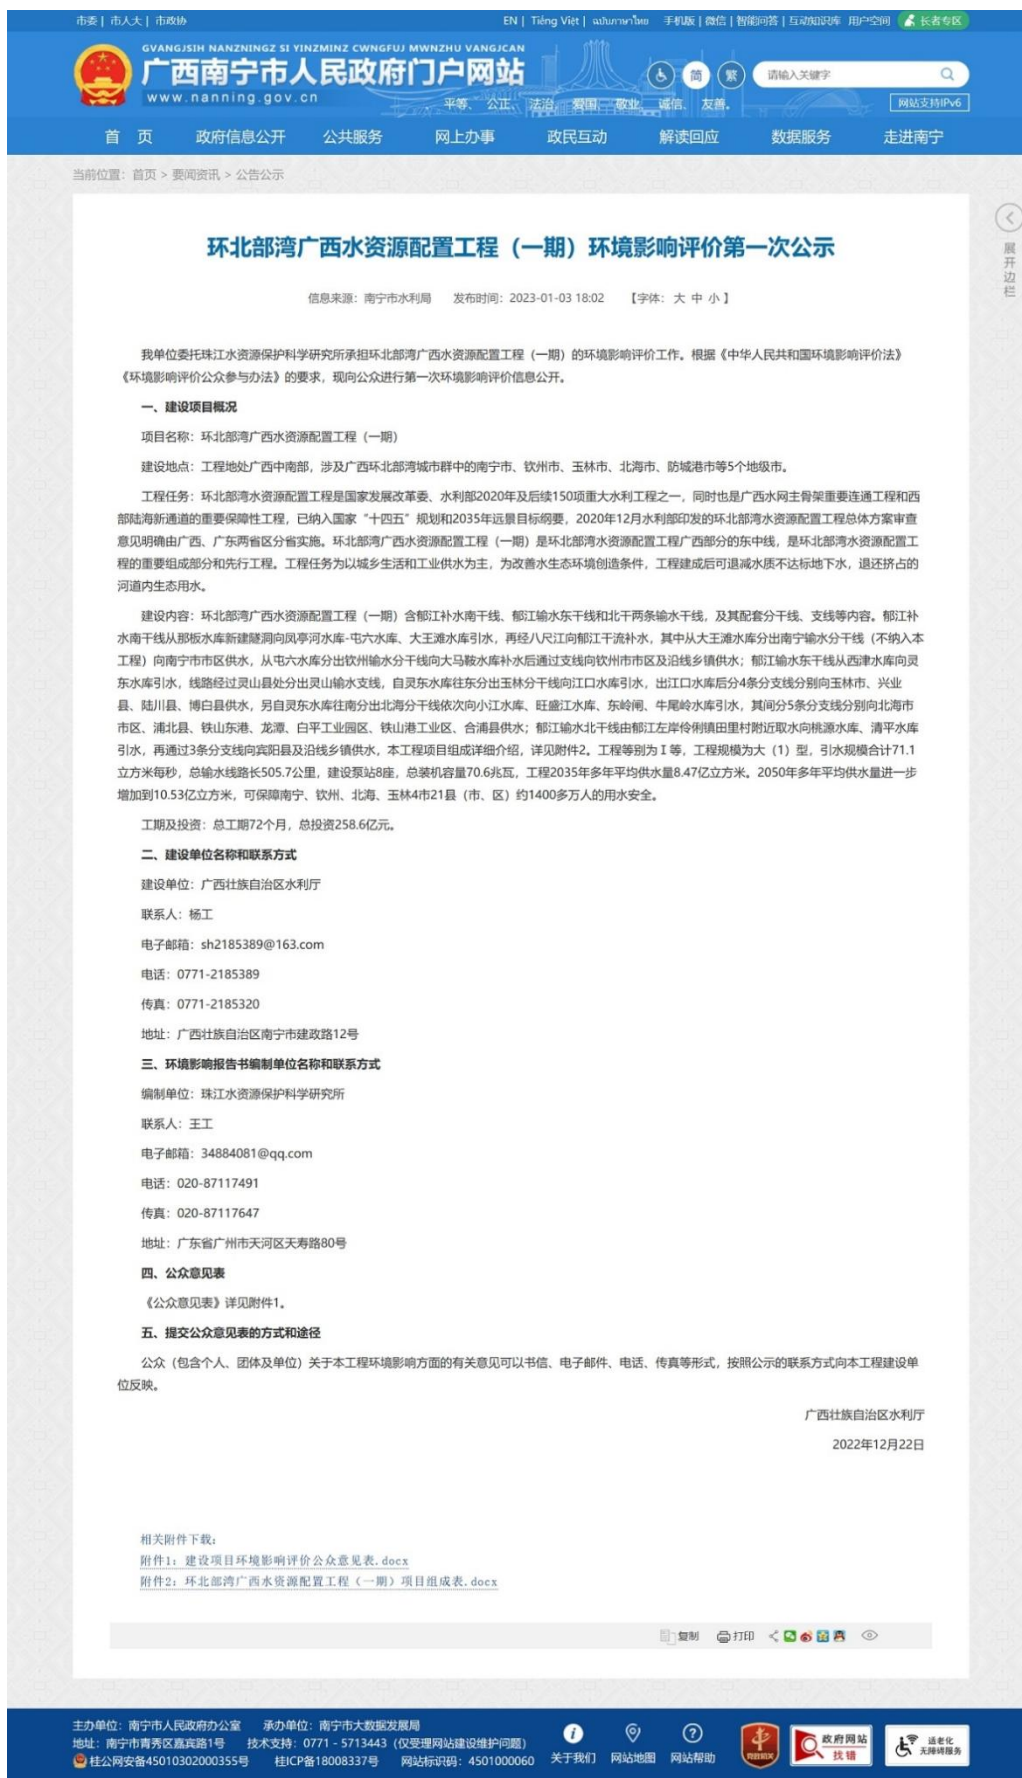 市委 | 市人大 | 市政协
EN | Tiếng Việt | ฉบับภาษาไทย 手机版 | 微信 | 智能问答 | 互动知识库 用户空间 长者专区
GVANGJSIH NANZNINGZ SI YINZMINZ CWNGFUJ MWNZHU VANGJCAN
广西南宁市人民政府门户网站
www.nanning.gov.cn
、平等、公正、法治、爱国、敬业、诚信、友善。
简 繁 请输入关键字
网站支持IPv6
首 页 政府信息公开 公共服务 网上办事 政民互动 解读回应 数据服务 走进南宁
当前位置：首页 > 要闻资讯 > 公告公示
展开边栏
环北部湾广西水资源配置工程（一期）环境影响评价第一次公示
信息来源：南宁市水利局 发布时间：2023-01-03 18:02 【字体：大 中 小】
我单位委托珠江水资源保护科学研究所承担环北部湾广西水资源配置工程（一期）的环境影响评价工作。根据《中华人民共和国环境影响评价法》
《环境影响评价公众参与办法》的要求，现向公众进行第一次环境影响评价信息公开。
一、建设项目概况
项目名称：环北部湾广西水资源配置工程（一期）
建设地点：工程地处广西中南部，涉及广西环北部湾城市群中的南宁市、钦州市、玉林市、北海市、防城港市等5个地级市。
工程任务：环北部湾水资源配置工程是国家发展改革委、水利部2020年及后续150项重大水利工程之一，同时也是广西水网主骨架重要连通工程和西
部陆海新通道的重要保障性工程，已纳入国家“十四五”规划和2035年远景目标纲要，2020年12月水利部印发的环北部湾水资源配置工程总体方案审查
意见明确由广西、广东两省区分省实施。环北部湾广西水资源配置工程（一期）是环北部湾水资源配置工程广西部分的东中线，是环北部湾水资源配置工
程的重要组成部分和先行工程。工程任务为以城乡生活和工业供水为主，为改善水生态环境创造条件，工程建成后可退减水质不达标地下水，退还挤占的
河道内生态用水。
建设内容：环北部湾广西水资源配置工程（一期）含郁江补水南干线、郁江输水东干线和北干两条输水干线，及其配套分干线、支线等内容。郁江补
水南干线从那板水库新建隧洞向凤亭河水库-屯六水库、大王滩水库引水，再经八尺江向郁江干流补水，其中从大王滩水库分出南宁输水分干线（不纳入本
工程）向南宁市市区供水，从屯六水库分出钦州输水分干线向大马鞍水库补水后通过支线向钦州市市区及沿线乡镇供水；郁江输水东干线从西津水库向灵
东水库引水，线路经过灵山县处分出灵山输水支线，自灵东水库往东分出玉林分干线向江口水库引水，出江口水库后分4条分支线分别向玉林市、兴业
县、陆川县、博白县供水，另自灵东水库往南分出北海分干线依次向小江水库、旺盛江水库、东岭闸、牛尾岭水库引水，其间分5条分支线分别向北海市
市区、浦北县、铁山东港、龙潭、白平工业园区、铁山港工业区、合浦县供水；郁江输水北干线由郁江左岸伶俐镇田里村附近取水向桃源水库、清平水库
引水，再通过3条分支线向宾阳县及沿线乡镇供水，本工程项目组成详细介绍，详见附件2。工程等别为 I 等，工程规模为大（1）型，引水规模合计71.1
立方米每秒，总输水线路长505.7公里，建设泵站8座，总装机容量70.6兆瓦，工程2035年多年平均供水量8.47亿立方米。2050年多年平均供水量进一步
增加到10.53亿立方米，可保障南宁、钦州、北海、玉林4市21县（市、区）约1400多万人的用水安全。
工期及投资：总工期72个月，总投资258.6亿元。
二、建设单位名称和联系方式
建设单位：广西壮族自治区水利厅
联系人：杨工
电子邮箱：sh2185389@163.com
电话：0771-2185389
传真：0771-2185320
地址：广西壮族自治区南宁市建政路12号
三、环境影响报告书编制单位名称和联系方式
编制单位：珠江水资源保护科学研究所
联系人：王工
电子邮箱：34884081@qq.com
电话：020-87117491
传真：020-87117647
地址：广东省广州市天河区天寿路80号
四、公众意见表
《公众意见表》详见附件1。
五、提交公众意见表的方式和途径
公众（包含个人、团体及单位）关于本工程环境影响方面的有关意见可以书信、电子邮件、电话、传真等形式，按照公示的联系方式向本工程建设单
位反映。
广西壮族自治区水利厅
2022年12月22日
相关附件下载：
附件1：建设项目环境影响评价公众意见表.docx
附件2：环北部湾广西水资源配置工程（一期）项目组成表.docx
复制 打印
主办单位：南宁市人民政府办公室 承办单位：南宁市大数据发展局
地址：南宁市青秀区嘉宾路1号 技术支持：0771 - 5713443（仅受理网站建设维护问题）
桂公网安备45010302000355号 桂ICP备18008337号 网站标识码：4501000060
关于我们 网站地图 网站帮助
党政机关
政府网站
找错
适老化
无障碍服务